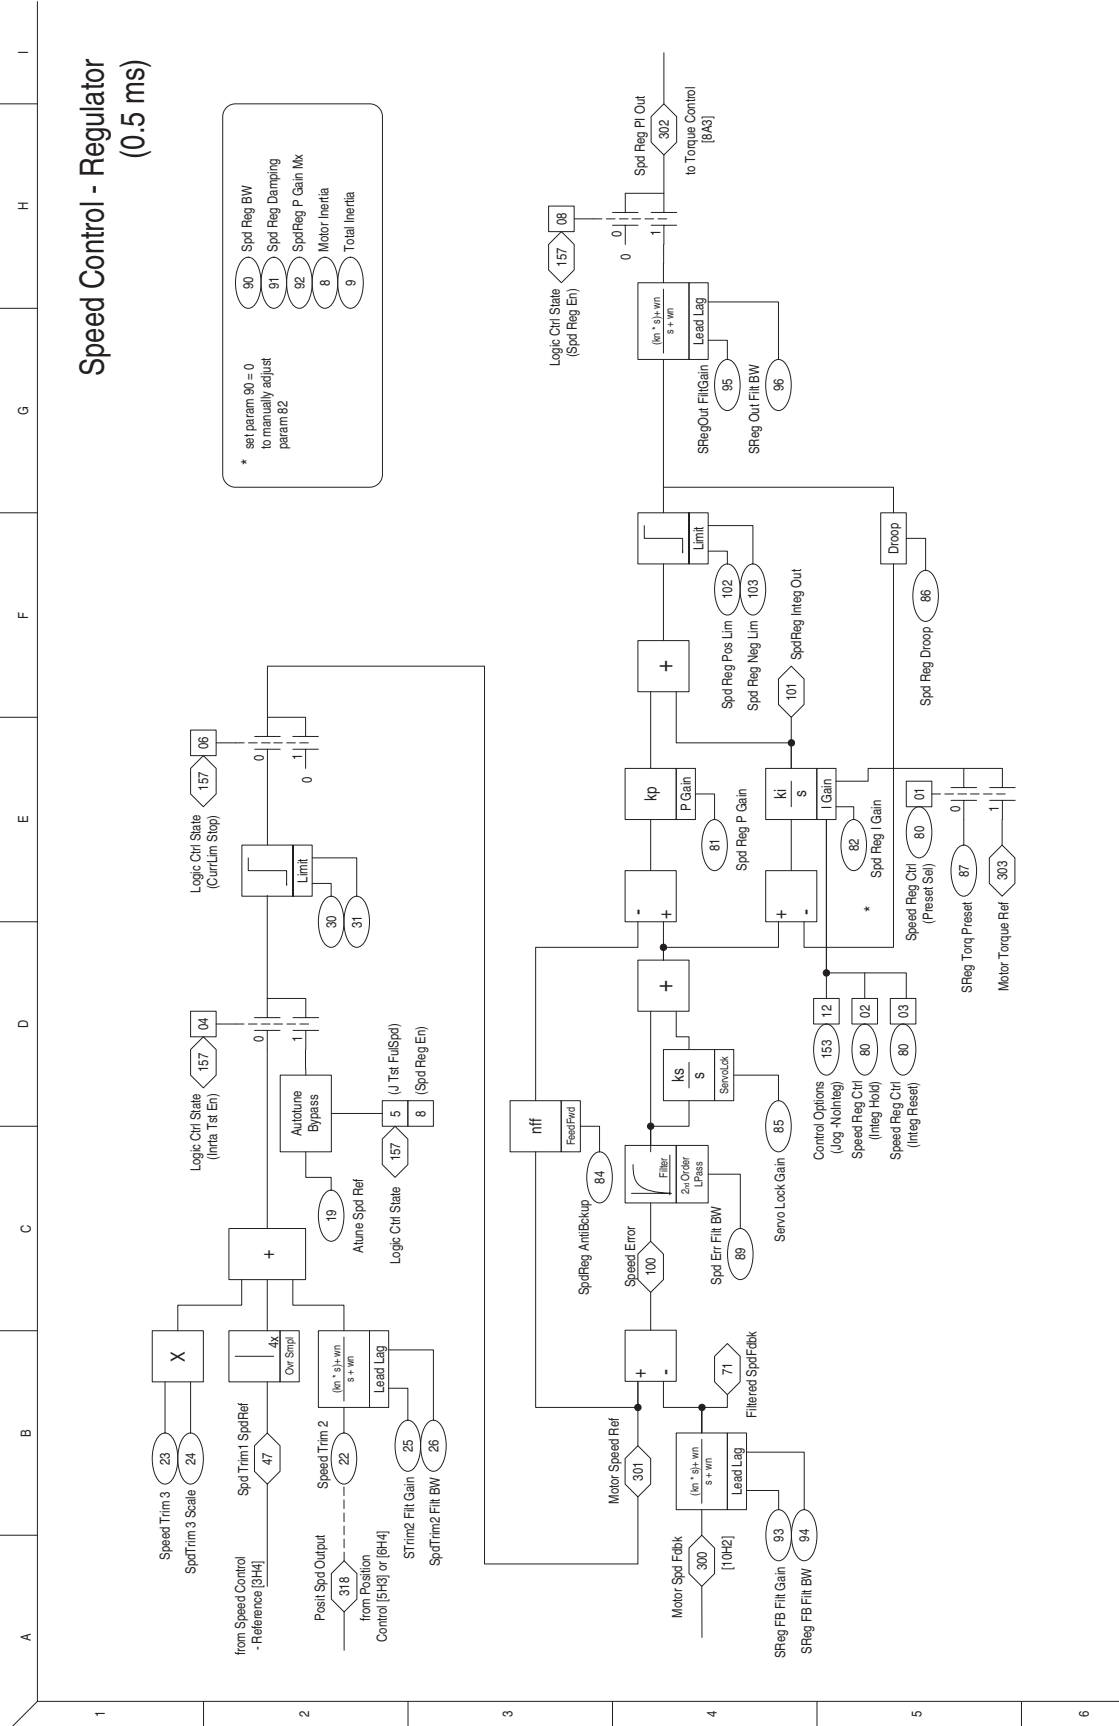 A
B
C
D
E
F
G
H
I
1
2
3
4
5
6
Speed Control - Regulator
(0.5 ms)
* set param 90 = 0
to manually adjust
param 82
90 Spd Reg BW
91 Spd Reg Damping
92 SpdReg P Gain Mx
8 Motor Inertia
9 Total Inertia
Speed Trim 3
23
SpdTrim 3 Scale
24
X
from Speed Control
- Reference [3H4]
Spd Trim1 SpdRef
47
4x
Ovr Smpl
Posit Spd Output
318
from Position
Control [5H3] or [6H4]
Speed Trim 2
22
(kn * s)+ wn
s + wn
Lead Lag
STrim2 Filt Gain
25
SpdTrim2 Filt BW
26
+
19
Atune Spd Ref
Autotune
Bypass
157
Logic Ctrl State
5 (J Tst FulSpd)
8 (Spd Reg En)
Logic Ctrl State
(Inrta Tst En)
157
04
0
1
Limit
30
31
Logic Ctrl State
(CurrLim Stop)
157
06
0
1
0
Motor Speed Ref
301
Motor Spd Fdbk
300
[10H2]
(kn * s)+ wn
s + wn
Lead Lag
SReg FB Filt Gain
93
SReg FB Filt BW
94
71
Filtered SpdFdbk
+
-
Speed Error
100
nff
FeedFwd
84
SpdReg AntiBckup
Filter
2nd Order
LPass
89
Spd Err Filt BW
ks
s
ServoLck
85
Servo Lock Gain
+
-
+
kp
P Gain
81
Spd Reg P Gain
+
-
ki
s
I Gain
82
Spd Reg I Gain
*
153
12
Control Options
(Jog -NoInteg)
80
02
Speed Reg Ctrl
(Integ Hold)
80
03
Speed Reg Ctrl
(Integ Reset)
Speed Reg Ctrl
(Preset Sel)
80
01
0
1
87
SReg Torq Preset
303
Motor Torque Ref
+
101
SpdReg Integ Out
Limit
102
Spd Reg Pos Lim
103
Spd Reg Neg Lim
Droop
86
Spd Reg Droop
(kn * s)+ wn
s + wn
Lead Lag
SRegOut FiltGain
95
SReg Out Filt BW
96
Logic Ctrl State
(Spd Reg En)
157
08
0
0
1
Spd Reg PI Out
302
to Torque Control
[8A3]